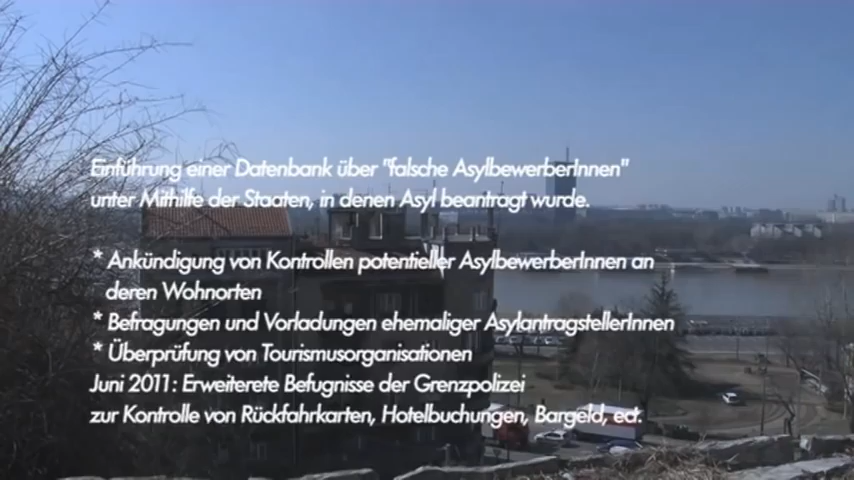 Einführung einer Datenbank über "falsche AsylbewerberInnen"
unter Mithilfe der Staaten, in denen Asyl beantragt wurde.
* Ankündigung von Kontrollen potentieller AsylbewerberInnen an
deren Wohnorten
* Befragungen und Vorladungen ehemaliger AsylantragstellerInnen
* Überprüfung von Tourismusorganisationen
Juni 2011: Erweiterete Befugnisse der Grenzpolizei
zur Kontrolle von Rückfahrkarten, Hotelbuchungen, Bargeld, ect.